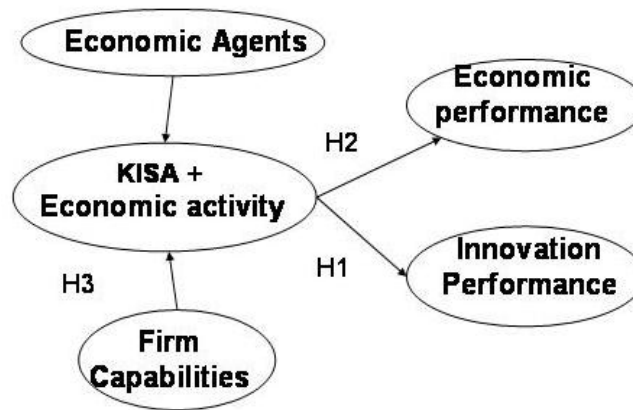 Economic Agents
Economic
performance
H2
KISA +
Economic activity
Innovation
Performance
H1
H3
Firm
Capabilities